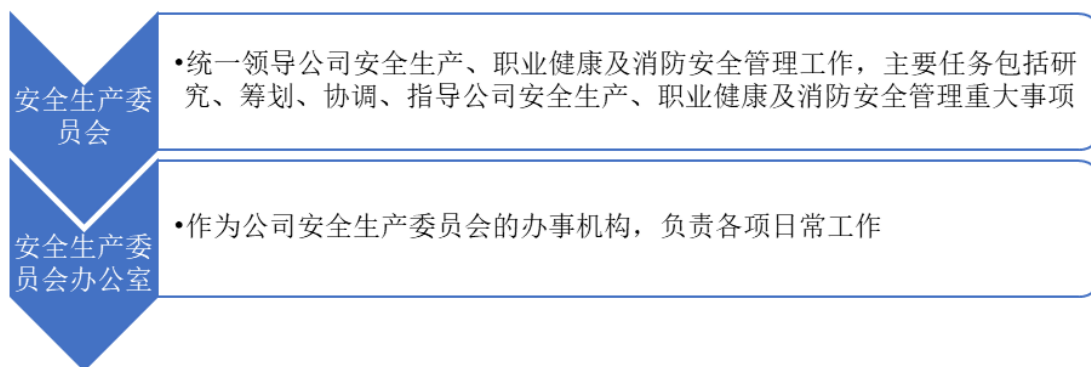 安全生产委
员会
•统一领导公司安全生产、职业健康及消防安全管理工作，主要任务包括研
究、筹划、协调、指导公司安全生产、职业健康及消防安全管理重大事项
安全生产委
员会办公室
•作为公司安全生产委员会的办事机构，负责各项日常工作